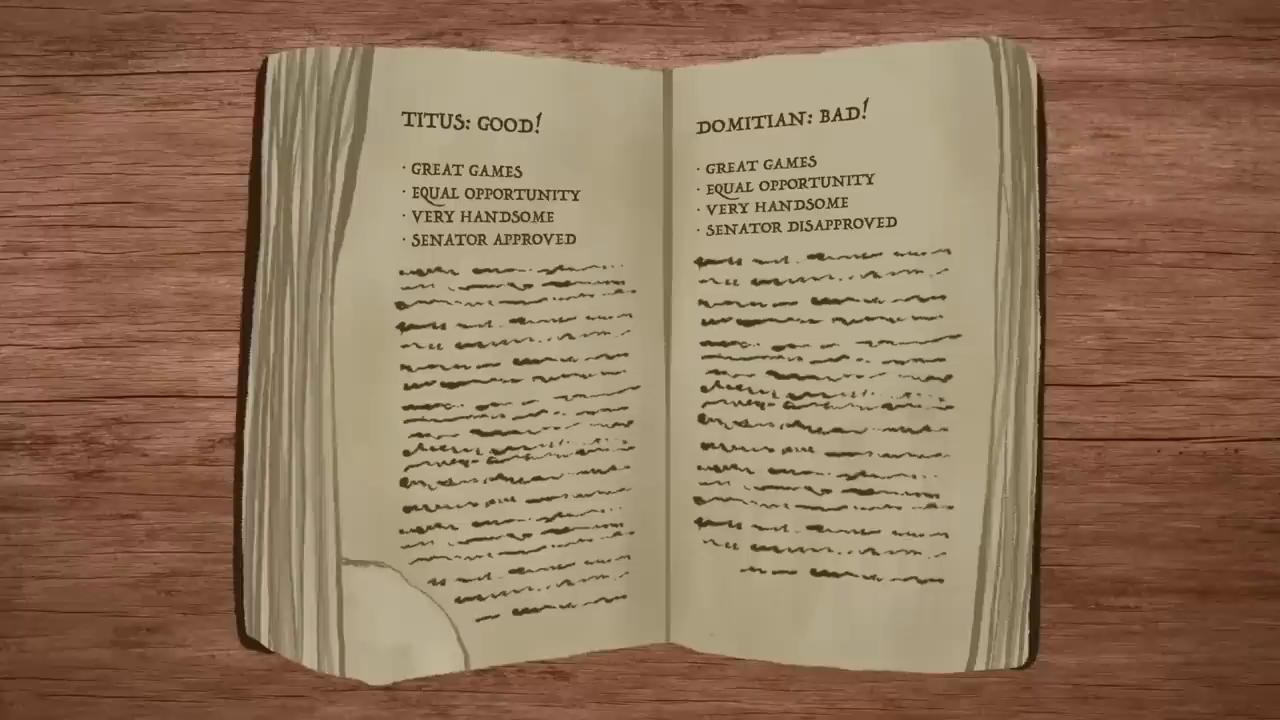 TITUS: GOOD!
· GREAT GAMES
· EQUAL OPPORTUNITY
· VERY HANDSOME
· SENATOR APPROVED
DOMITIAN: BAD!
· GREAT GAMES
· EQUAL OPPORTUNITY
· VERY HANDSOME
· SENATOR DISAPPROVED